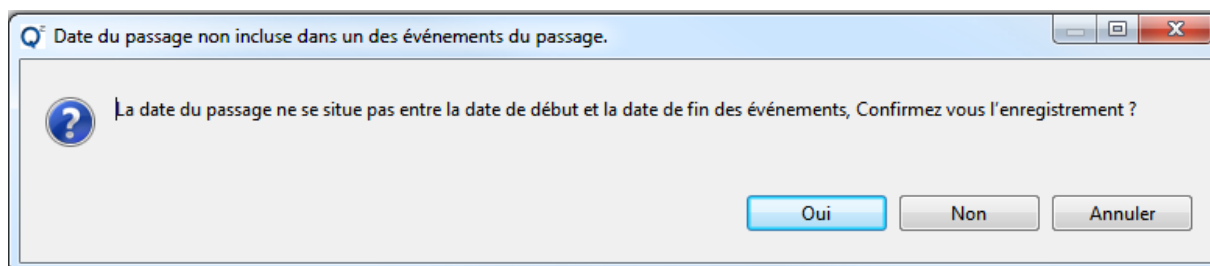 Q² Date du passage non incluse dans un des événements du passage.
La date du passage ne se situe pas entre la date de début et la date de fin des événements, Confirmez vous l'enregistrement ?
Oui Non Annuler